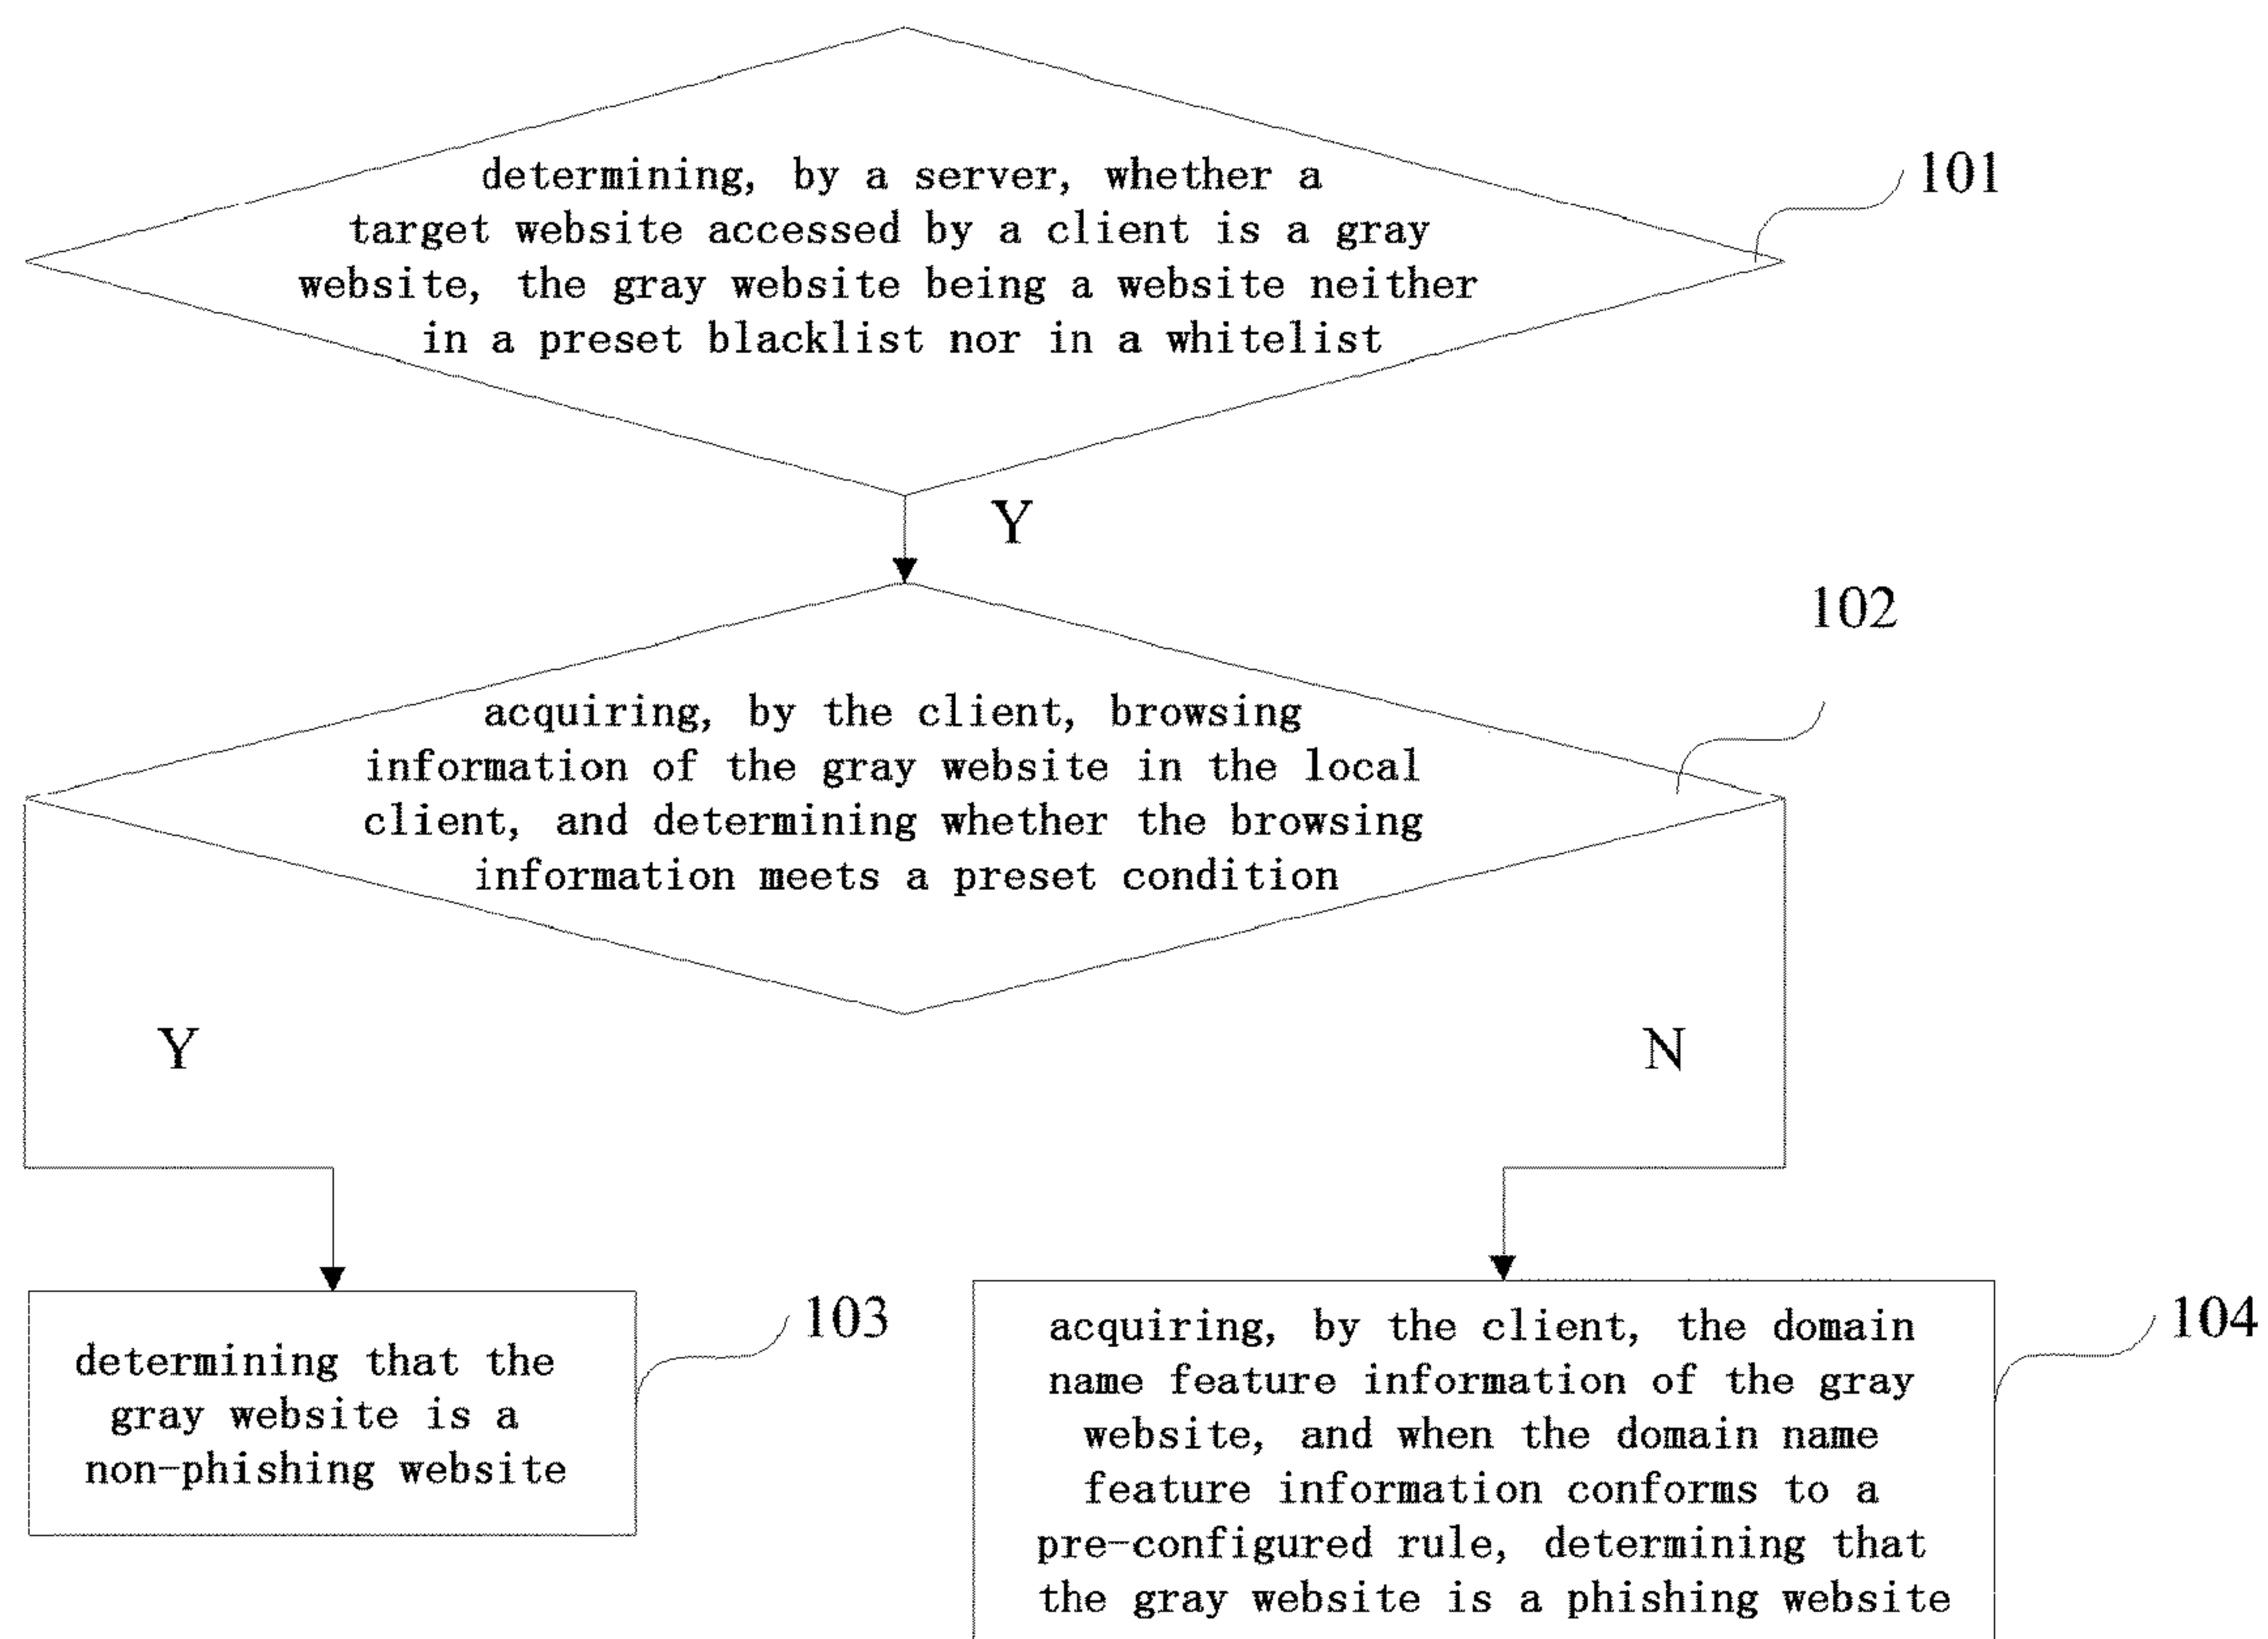 determining, by a server, whether a
target website accessed by a client is a gray
website, the gray website being a website neither
in a preset blacklist nor in a whitelist
101
Y
102
acquiring, by the client, browsing
information of the gray website in the local
client, and determining whether the browsing
information meets a preset condition
Y
N
determining that the
gray website is a
non-phishing website
103
acquiring, by the client, the domain
name feature information of the gray
website, and when the domain name
feature information conforms to a
pre-configured rule, determining that
the gray website is a phishing website
104